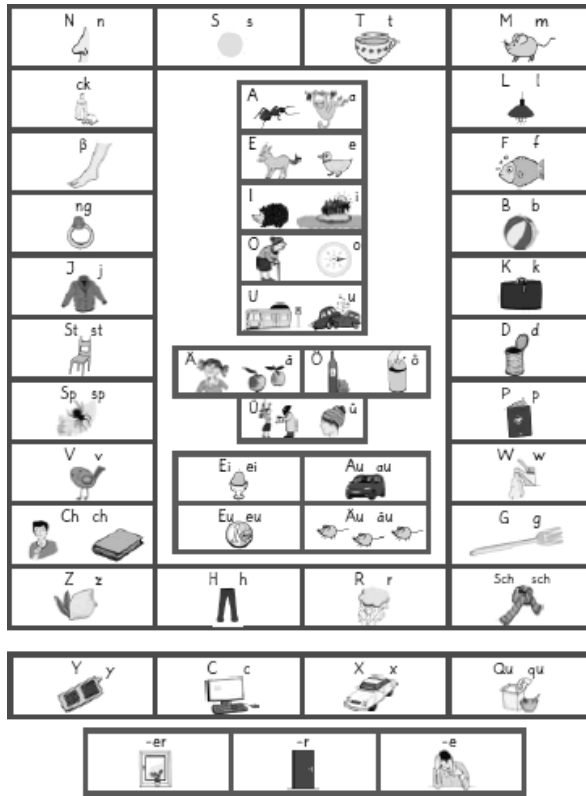 N n S s T t M m
ck A a L l
β E e F f
ng I i B b
J j O o K k
St st U u D d
Ä ä Ö ö
Sp sp Ü ü P p
V v Ei ei Au au W w
Ch ch Eu eu Äu äu G g
Z z H h R r Sch sch
Y y C c X x Qu qu
-er -r -e